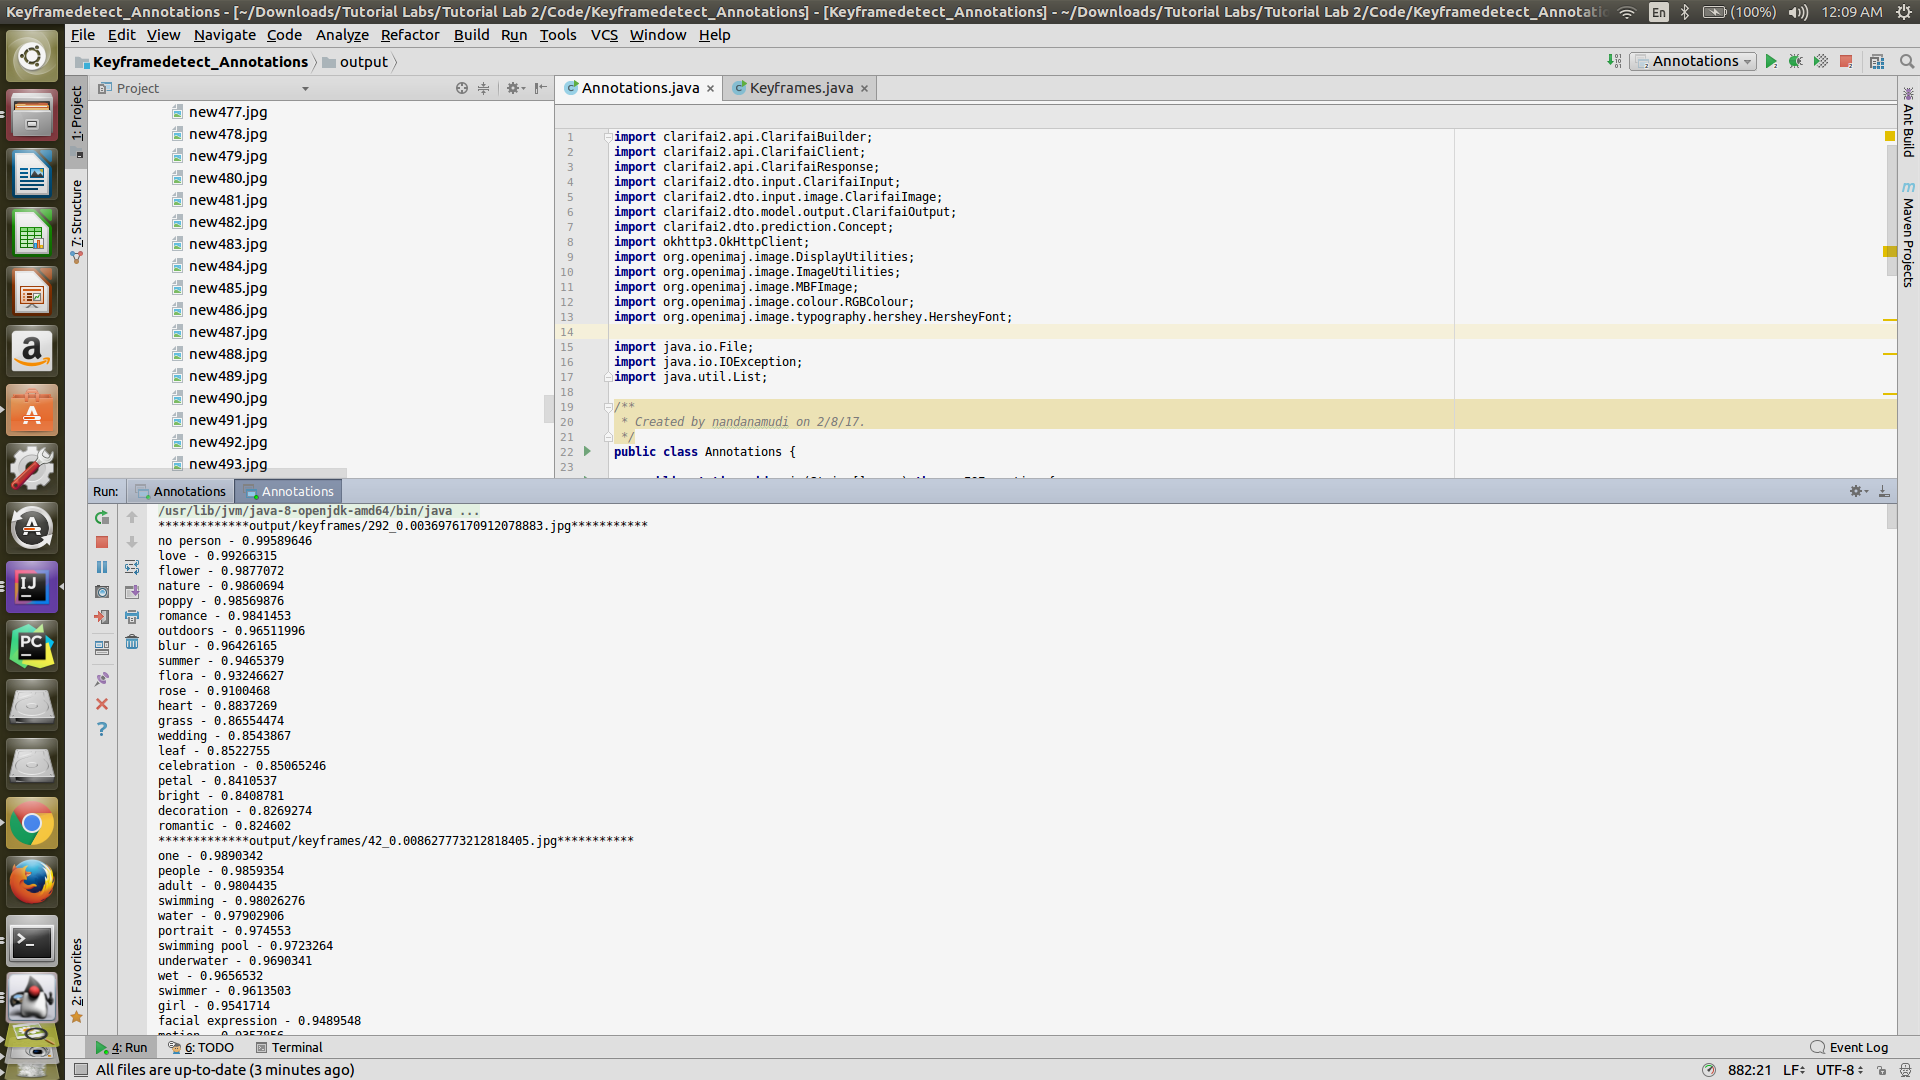 Keyframedetect_Annotations - [~/Downloads/Tutorial Labs/Tutorial Lab 2/Code/Keyframedetect_Annotations] - [Keyframedetect_Annotations] - ~/Downloads/Tutorial Labs/Tutorial Lab 2/Code/Keyframedetect_Annotatio
En (100%) 12:09 AM
File Edit View Navigate Code Analyze Refactor Build Run Tools VCS Window Help
Keyframedetect_Annotations output
Annotations
Project
Annotations.java × Keyframes.java ×
1: Project
7: Structure
2: Favorites
Ant Build
Maven Projects
new477.jpg
new478.jpg
new479.jpg
new480.jpg
new481.jpg
new482.jpg
new483.jpg
new484.jpg
new485.jpg
new486.jpg
new487.jpg
new488.jpg
new489.jpg
new490.jpg
new491.jpg
new492.jpg
new493.jpg
1 import clarifai2.api.ClarifaiBuilder;
2 import clarifai2.api.ClarifaiClient;
3 import clarifai2.api.ClarifaiResponse;
4 import clarifai2.dto.input.ClarifaiInput;
5 import clarifai2.dto.input.image.ClarifaiImage;
6 import clarifai2.dto.model.output.ClarifaiOutput;
7 import clarifai2.dto.prediction.Concept;
8 import okhttp3.OkHttpClient;
9 import org.openimaj.image.DisplayUtilities;
10 import org.openimaj.image.ImageUtilities;
11 import org.openimaj.image.MBFImage;
12 import org.openimaj.image.colour.RGBColour;
13 import org.openimaj.image.typography.hershey.HersheyFont;
14
15 import java.io.File;
16 import java.io.IOException;
17 import java.util.List;
18
19 /**
20 * Created by nandanamudi on 2/8/17.
21 */
22 public class Annotations {
23
Run: Annotations Annotations
/usr/lib/jvm/java-8-openjdk-amd64/bin/java ...
*************output/keyframes/292_0.0036976170912078883.jpg***********
no person - 0.99589646
love - 0.99266315
flower - 0.9877072
nature - 0.9860694
poppy - 0.98569876
romance - 0.9841453
outdoors - 0.96511996
blur - 0.96426165
summer - 0.9465379
flora - 0.93246627
rose - 0.9100468
heart - 0.8837269
grass - 0.86554474
wedding - 0.8543867
leaf - 0.8522755
celebration - 0.85065246
petal - 0.8410537
bright - 0.8408781
decoration - 0.8269274
romantic - 0.824602
*************output/keyframes/42_0.008627773212818405.jpg***********
one - 0.9890342
people - 0.9859354
adult - 0.9804435
swimming - 0.98026276
water - 0.97902906
portrait - 0.974553
swimming pool - 0.9723264
underwater - 0.9690341
wet - 0.9656532
swimmer - 0.9613503
girl - 0.9541714
facial expression - 0.9489548
4: Run 6: TODO Terminal
Event Log
All files are up-to-date (3 minutes ago)
882:21 LF UTF-8